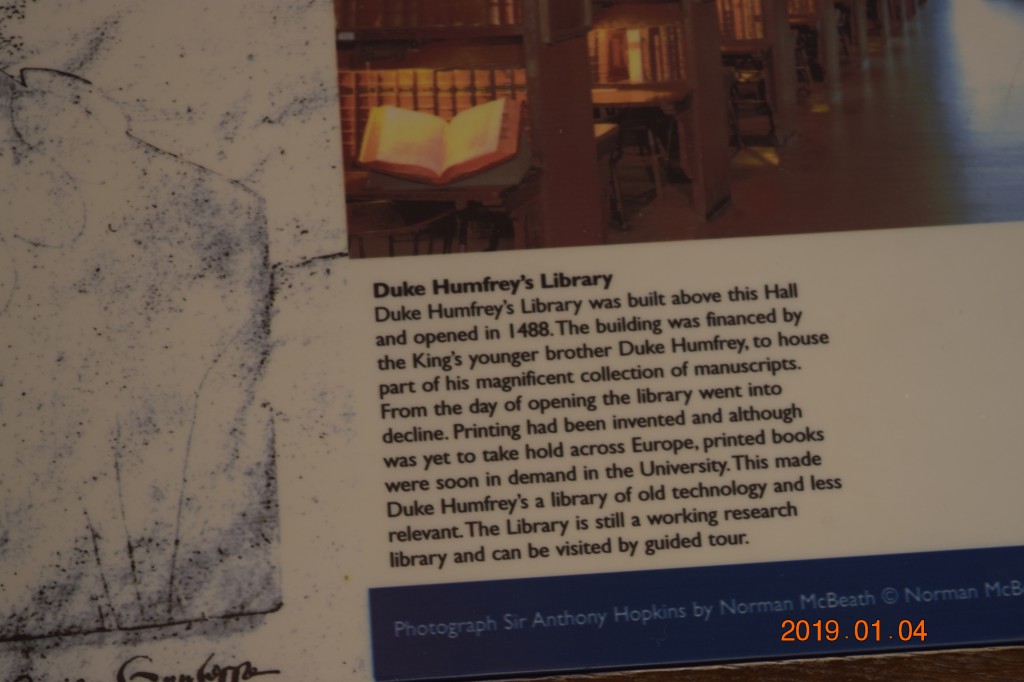 Duke Humfrey's Library
Duke Humfrey's Library was built above this Hall
and opened in 1488. The building was financed by
the King's younger brother Duke Humfrey, to house
part of his magnificent collection of manuscripts.
From the day of opening the library went into
decline. Printing had been invented and although
was yet to take hold across Europe, printed books
were soon in demand in the University. This made
Duke Humfrey's a library of old technology and less
relevant. The Library is still a working research
library and can be visited by guided tour.
Photograph Sir Anthony Hopkins by Norman McBeath © Norman McB
2019.01.04